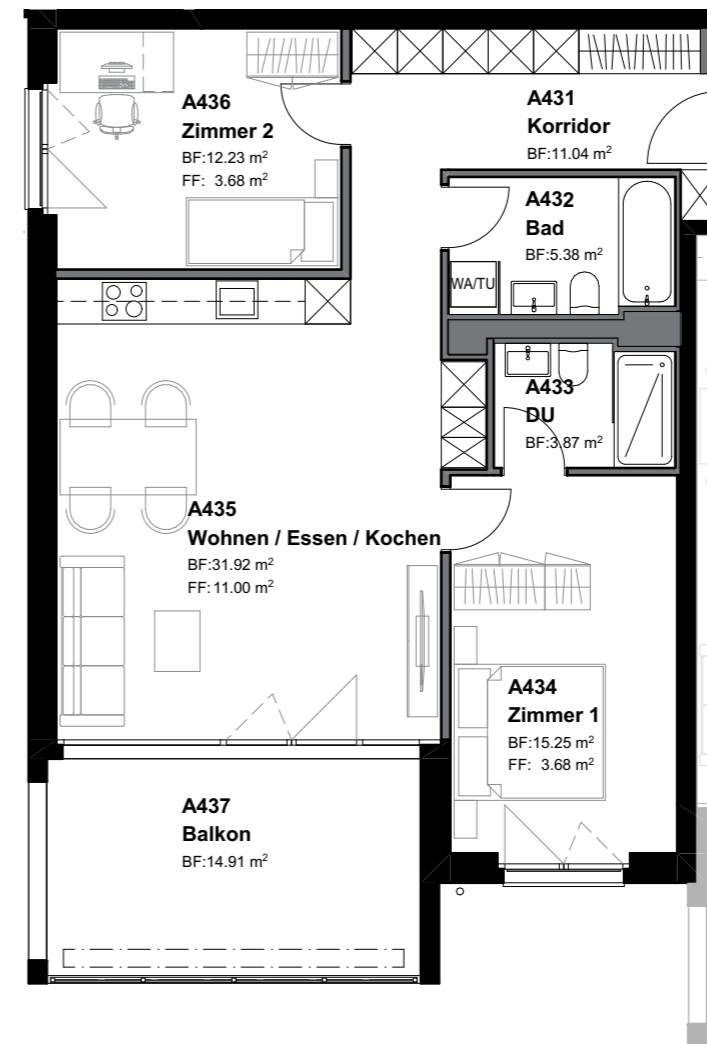 A436
Zimmer 2
BF:12.23 m²
FF: 3.68 m²
A431
Korridor
BF:11.04 m²
A432
Bad
BF:5.38 m²
WA/TU
A433
DU
BF:3.87 m²
A435
Wohnen / Essen / Kochen
BF:31.92 m²
FF: 11.00 m²
A434
Zimmer 1
BF:15.25 m²
FF: 3.68 m²
A437
Balkon
BF:14.91 m²